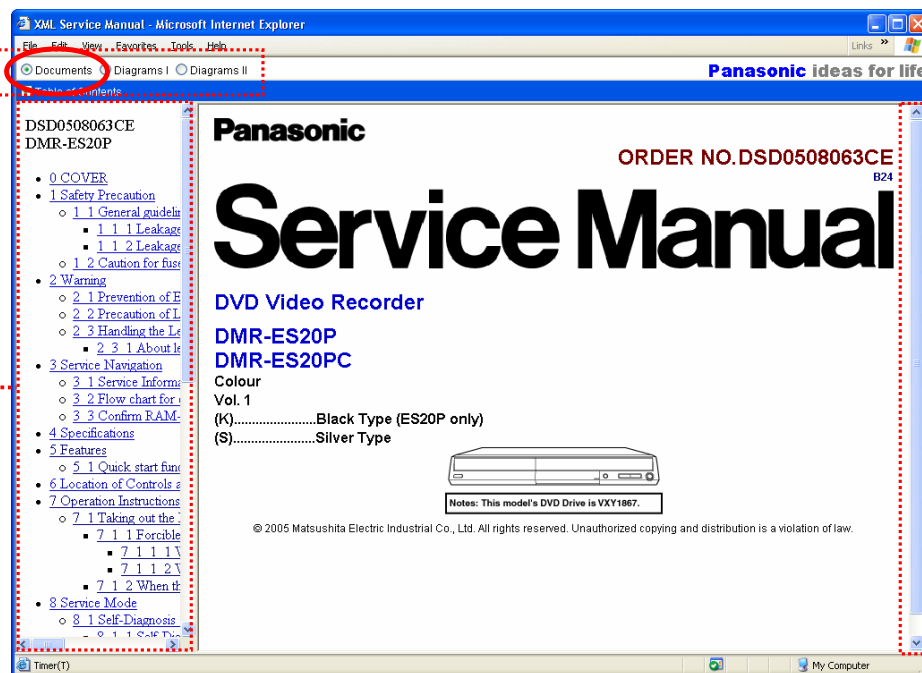 XML Service Manual - Microsoft Internet Explorer
File Edit View Favorites Tools Help
Links »
Documents Diagrams I Diagrams II
Panasonic ideas for life
Table of Contents
DSD0508063CE
DMR-ES20P
0 COVER
1 Safety Precaution
1 1 General guidelin
1 1 1 Leakage
1 1 2 Leakage
1 2 Caution for fuse
2 Warning
2 1 Prevention of E
2 2 Precaution of L
2 3 Handling the Le
2 3 1 About le
3 Service Navigation
3 1 Service Informa
3 2 Flow chart for
3 3 Confirm RAM-
4 Specifications
5 Features
5 1 Quick start func
6 Location of Controls a
7 Operation Instructions
7 1 Taking out the
7 1 1 Forcible
7 1 1 1
7 1 1 2
7 1 2 When th
8 Service Mode
8 1 Self-Diagnosis
8 1 1 Self-Dia
Panasonic
ORDER NO.DSD0508063CE
B24
Service Manual
DVD Video Recorder
DMR-ES20P
DMR-ES20PC
Colour
Vol. 1
(K)......................Black Type (ES20P only)
(S)......................Silver Type
Notes: This model's DVD Drive is VXY1867.
© 2005 Matsushita Electric Industrial Co., Ltd. All rights reserved. Unauthorized copying and distribution is a violation of law.
Timer(T)
My Computer